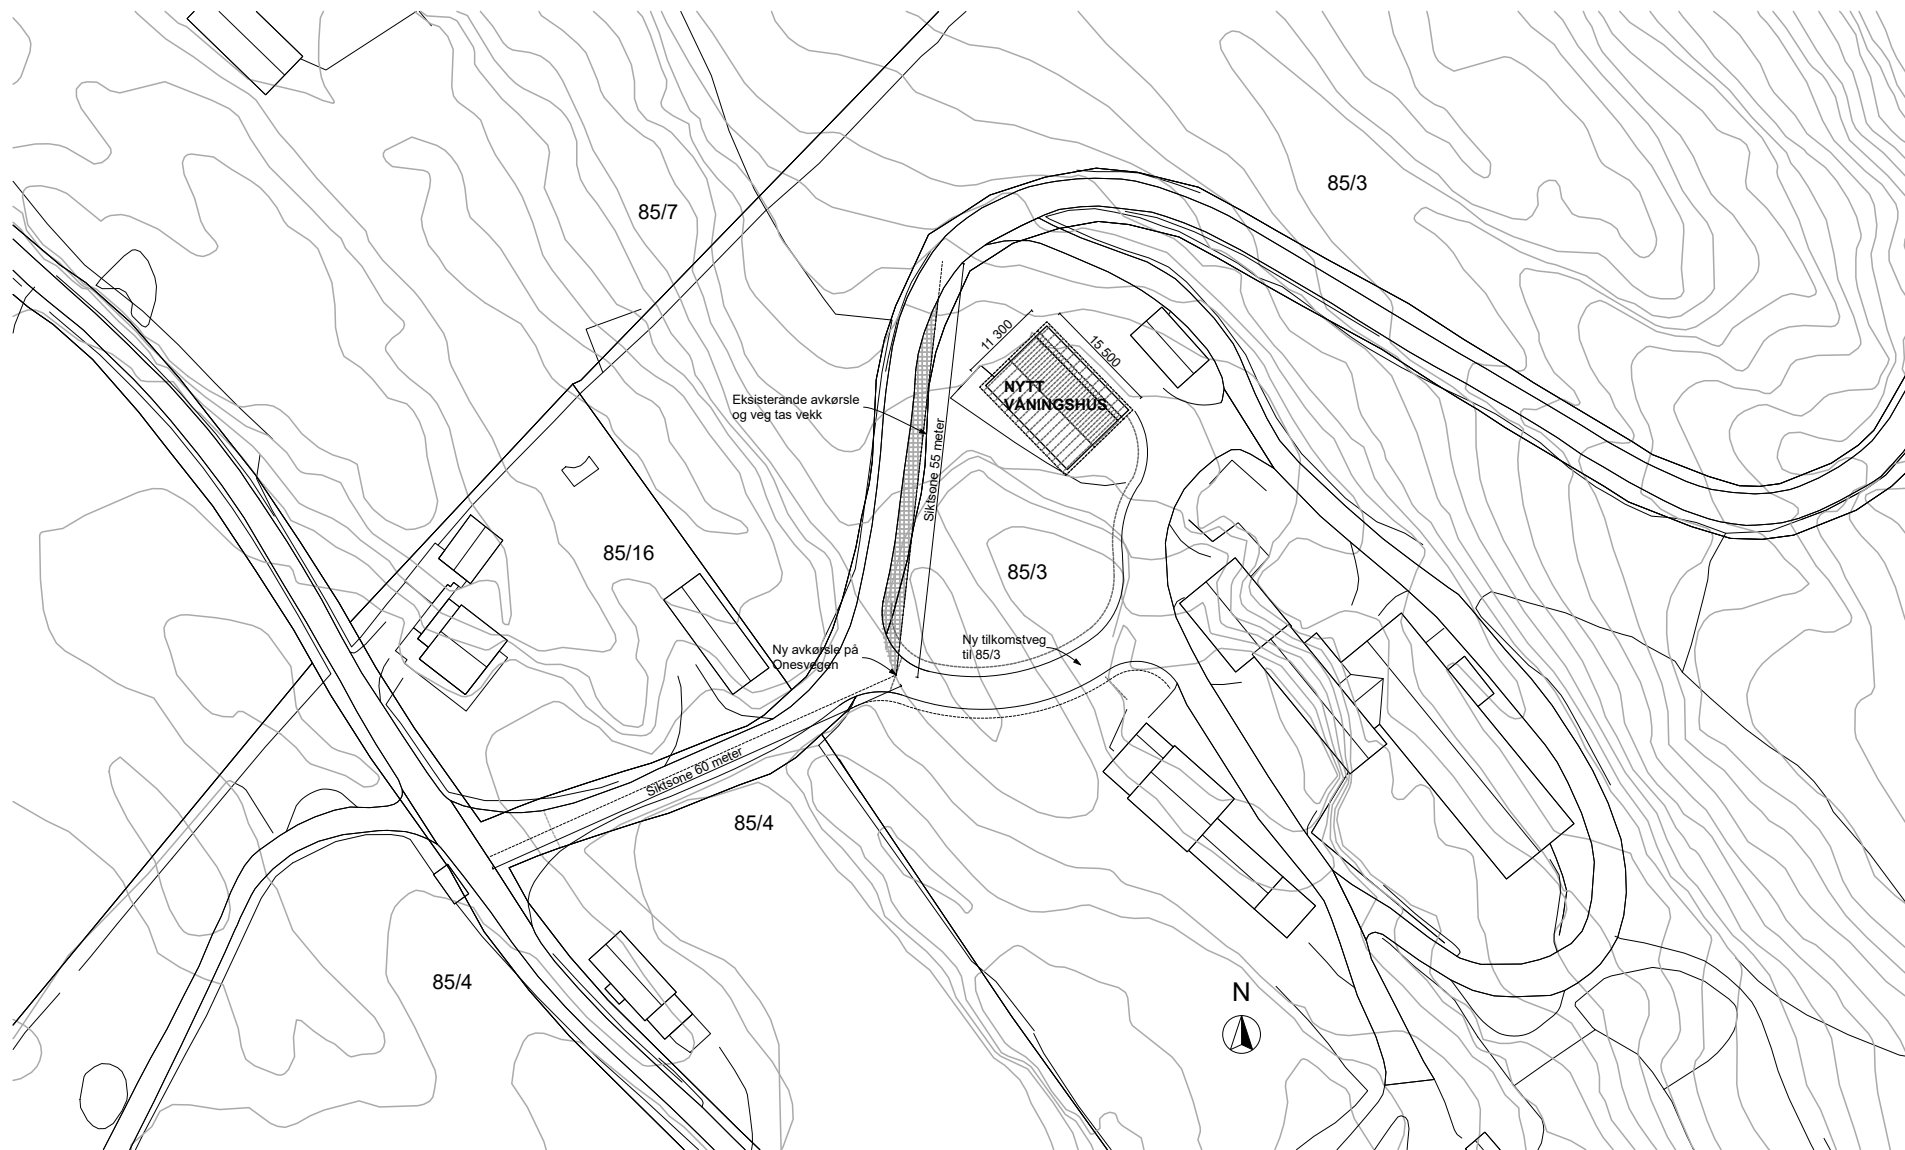 85/3
85/7
11 300
15 500
NYTT
VÅNINGSHUS
Eksisterande avkørsle
og veg tas vekk
Siktsone 55 meter
85/16
85/3
Ny avkørsle på
Onesvegen
Ny tilkomstveg
til 85/3
Siktsone 60 meter
85/4
85/4
N